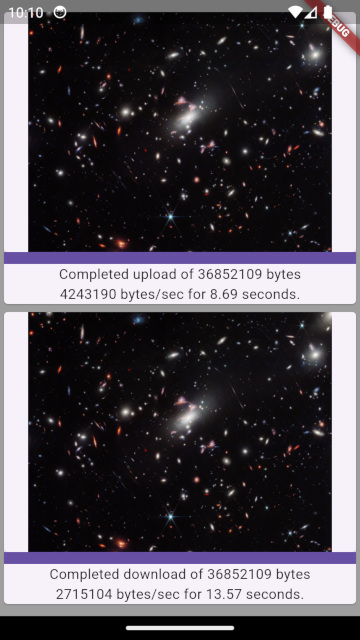 10:10
DEBUG
Completed upload of 36852109 bytes
4243190 bytes/sec for 8.69 seconds.
Completed download of 36852109 bytes
2715104 bytes/sec for 13.57 seconds.